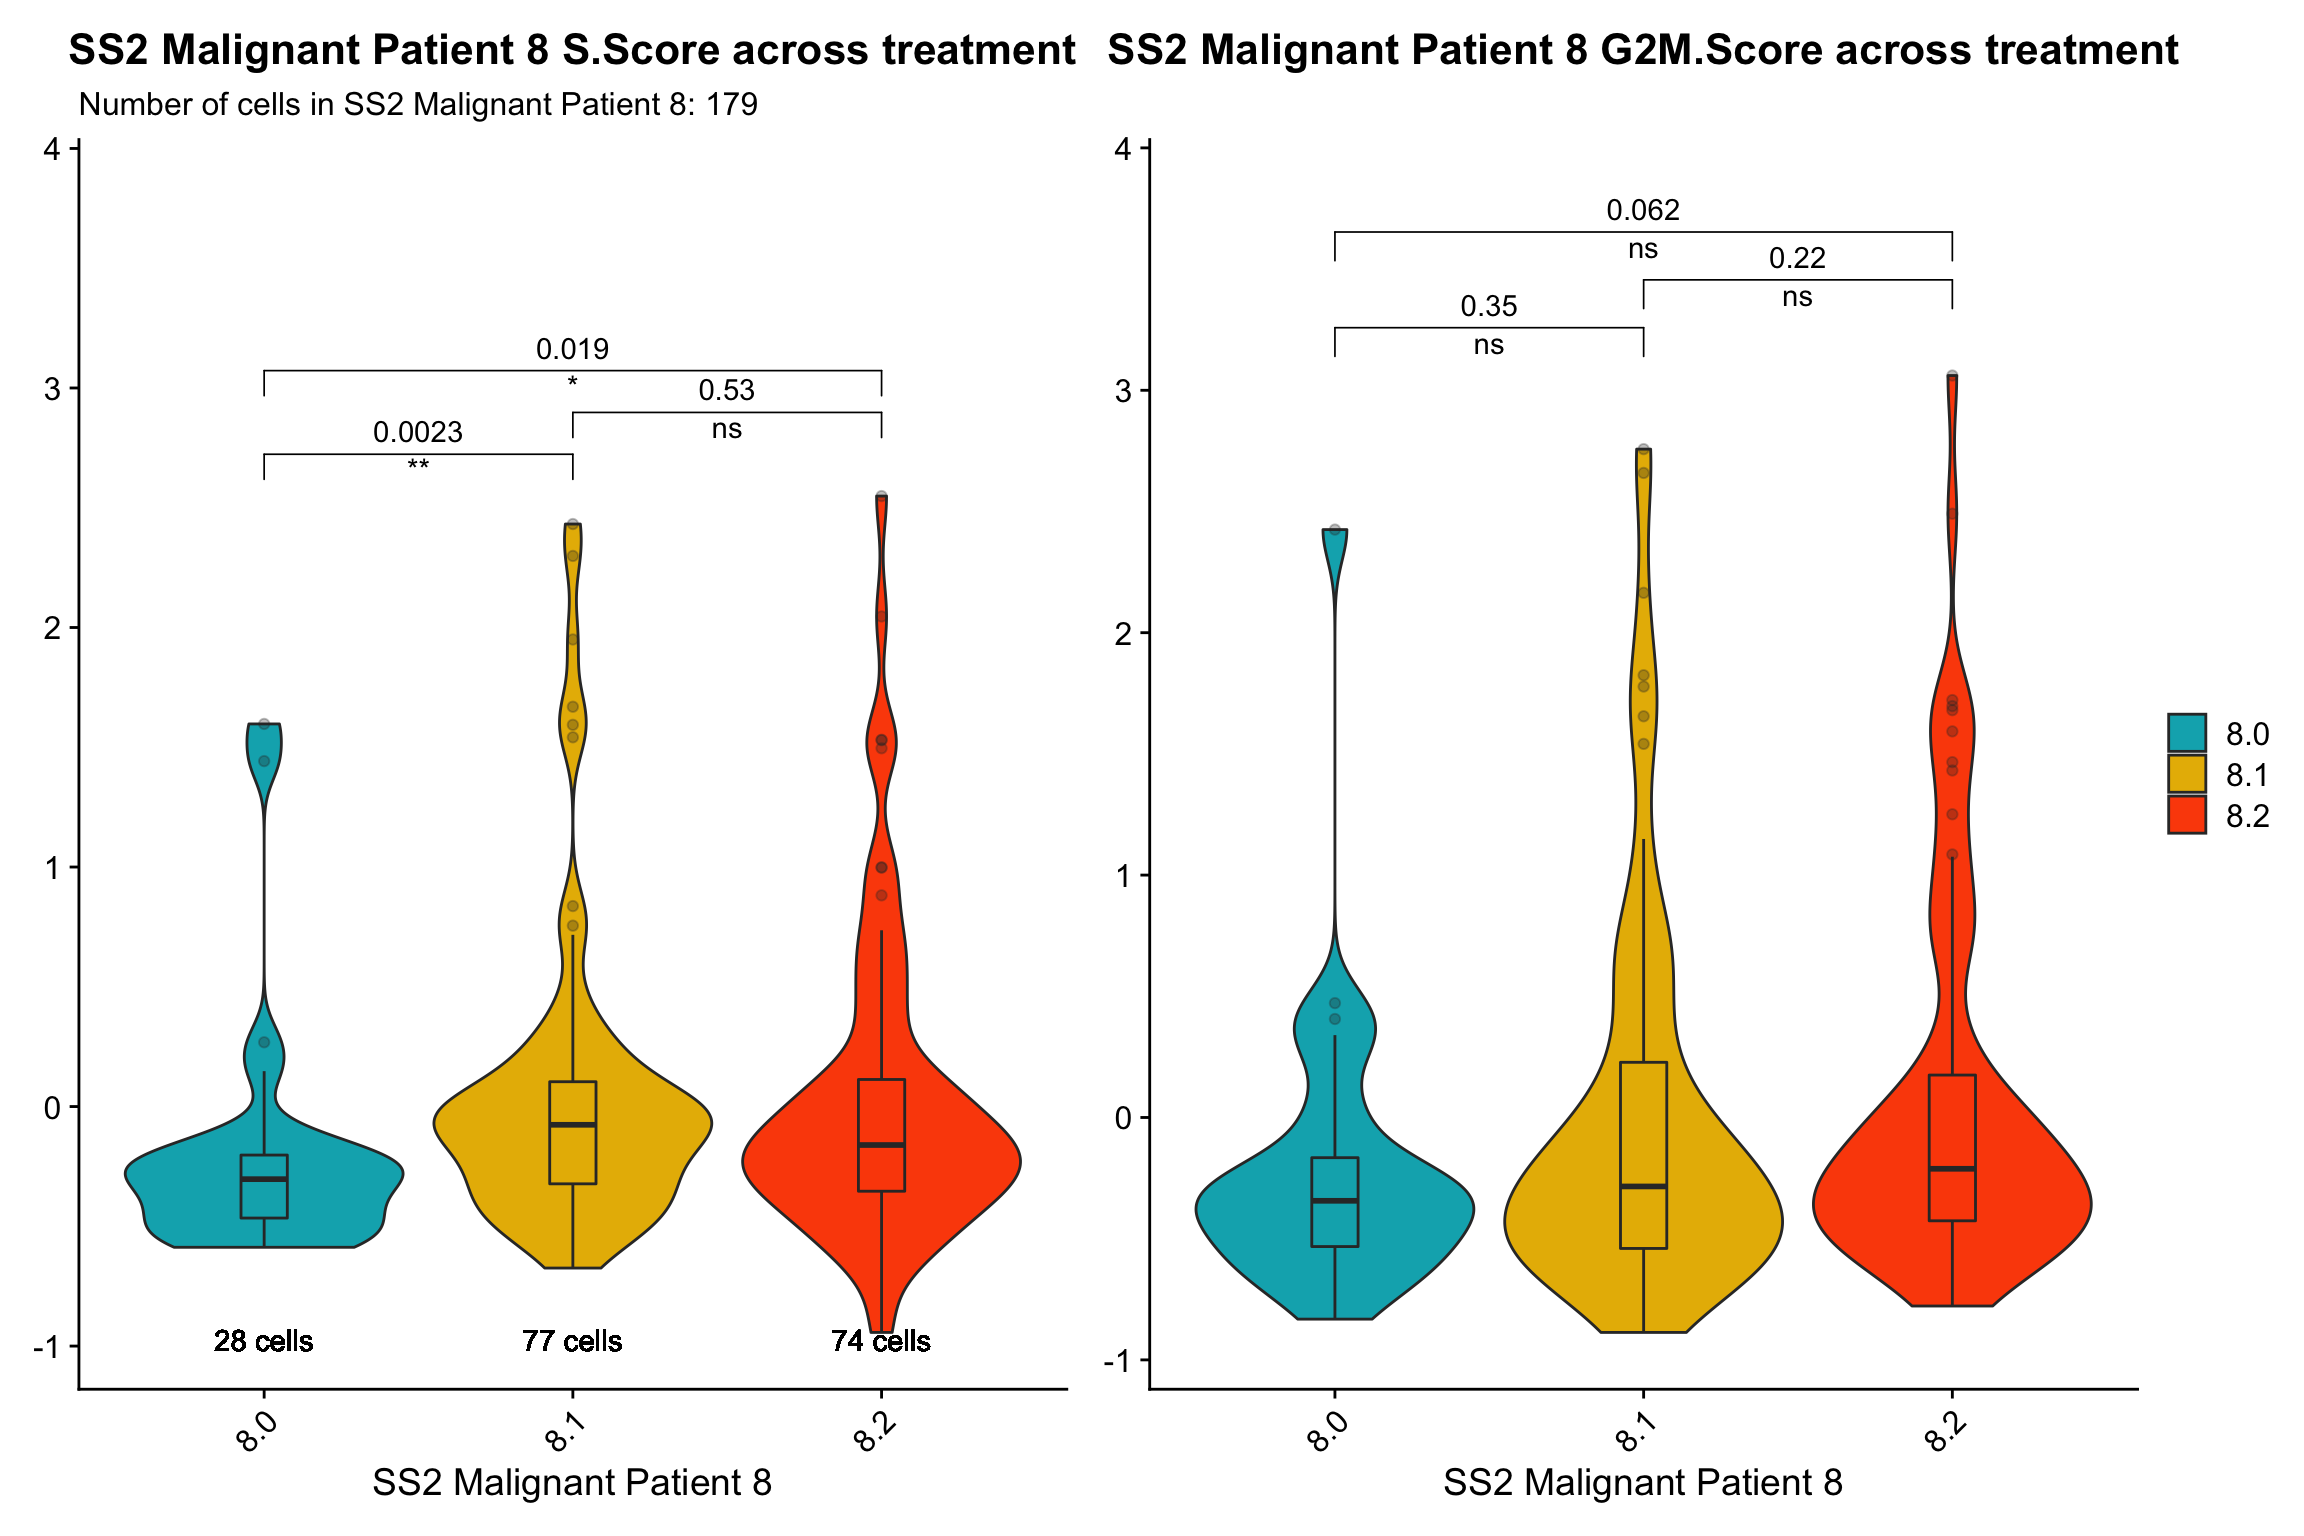 SS2 Malignant Patient 8 S.Score across treatment
Number of cells in SS2 Malignant Patient 8: 179
4
3
2
1
0
-1
0.019
*
0.53
ns
0.0023
**
28 cells
77 cells
74 cells
8.0
8.1
8.2
SS2 Malignant Patient 8
SS2 Malignant Patient 8 G2M.Score across treatment
4
3
2
1
0
-1
0.062
ns
0.22
ns
0.35
ns
8.0
8.1
8.2
SS2 Malignant Patient 8
8.0
8.1
8.2